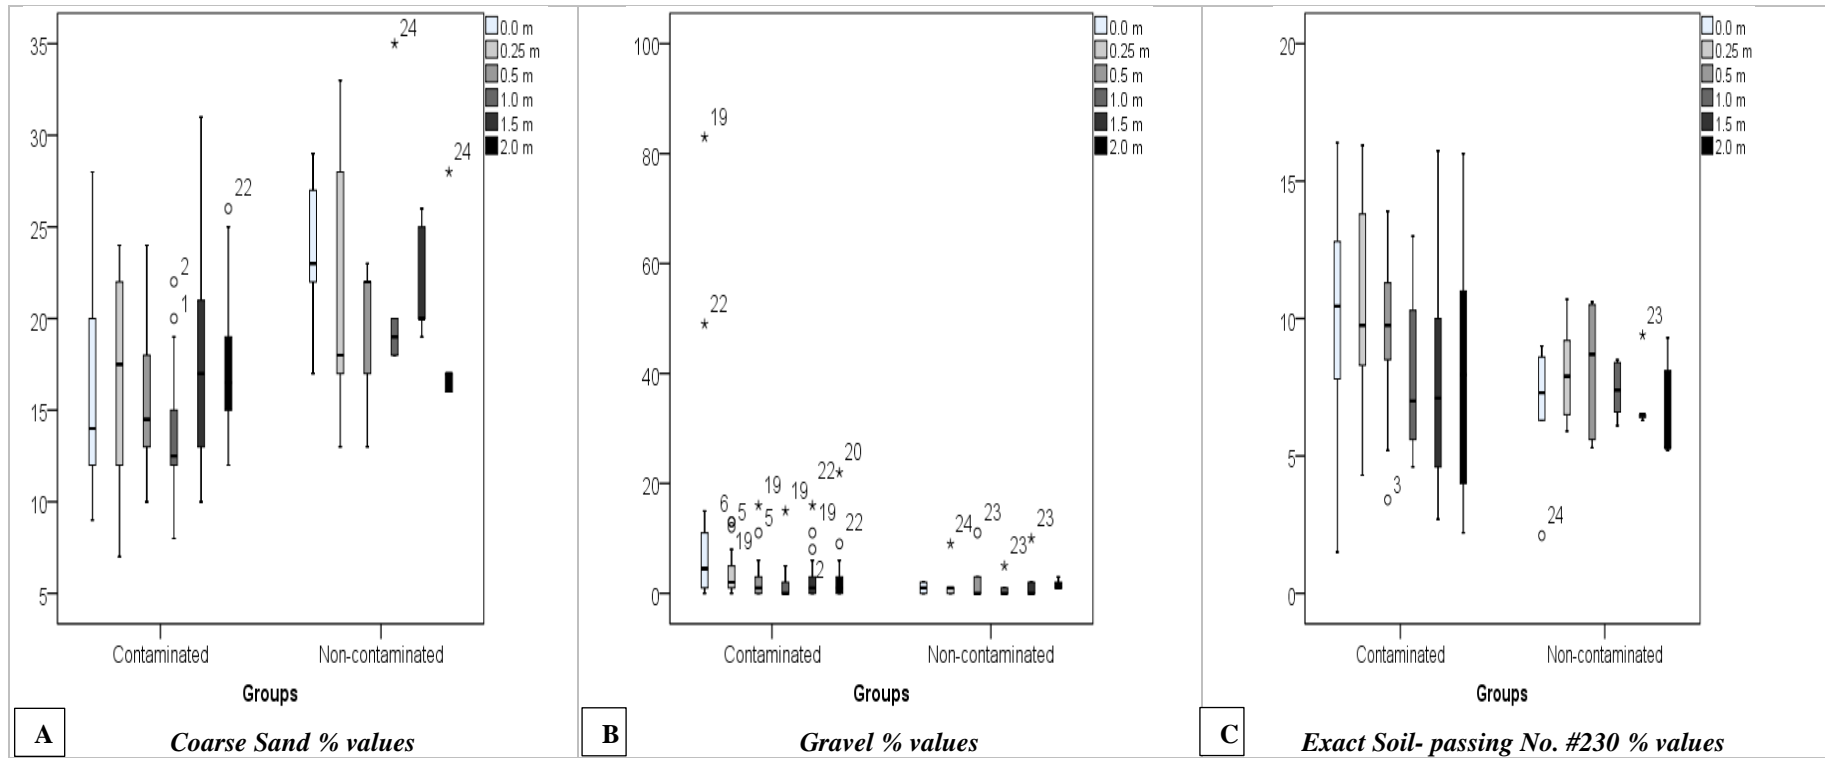 35
30
25
20
15
10
5
24
24
22
2
1
0.0 m
0.25 m
0.5 m
1.0 m
1.5 m
2.0 m
Contaminated Non-contaminated
Groups
A Coarse Sand % values
100
80
60
40
20
0
19
22
6
5
19
19
5
19
22
19
2
20
22
24
23
23
23
0.0 m
0.25 m
0.5 m
1.0 m
1.5 m
2.0 m
Contaminated Non-contaminated
Groups
B Gravel % values
20
15
10
5
0
3
24
23
0.0 m
0.25 m
0.5 m
1.0 m
1.5 m
2.0 m
Contaminated Non-contaminated
Groups
C Exact Soil- passing No. #230 % values